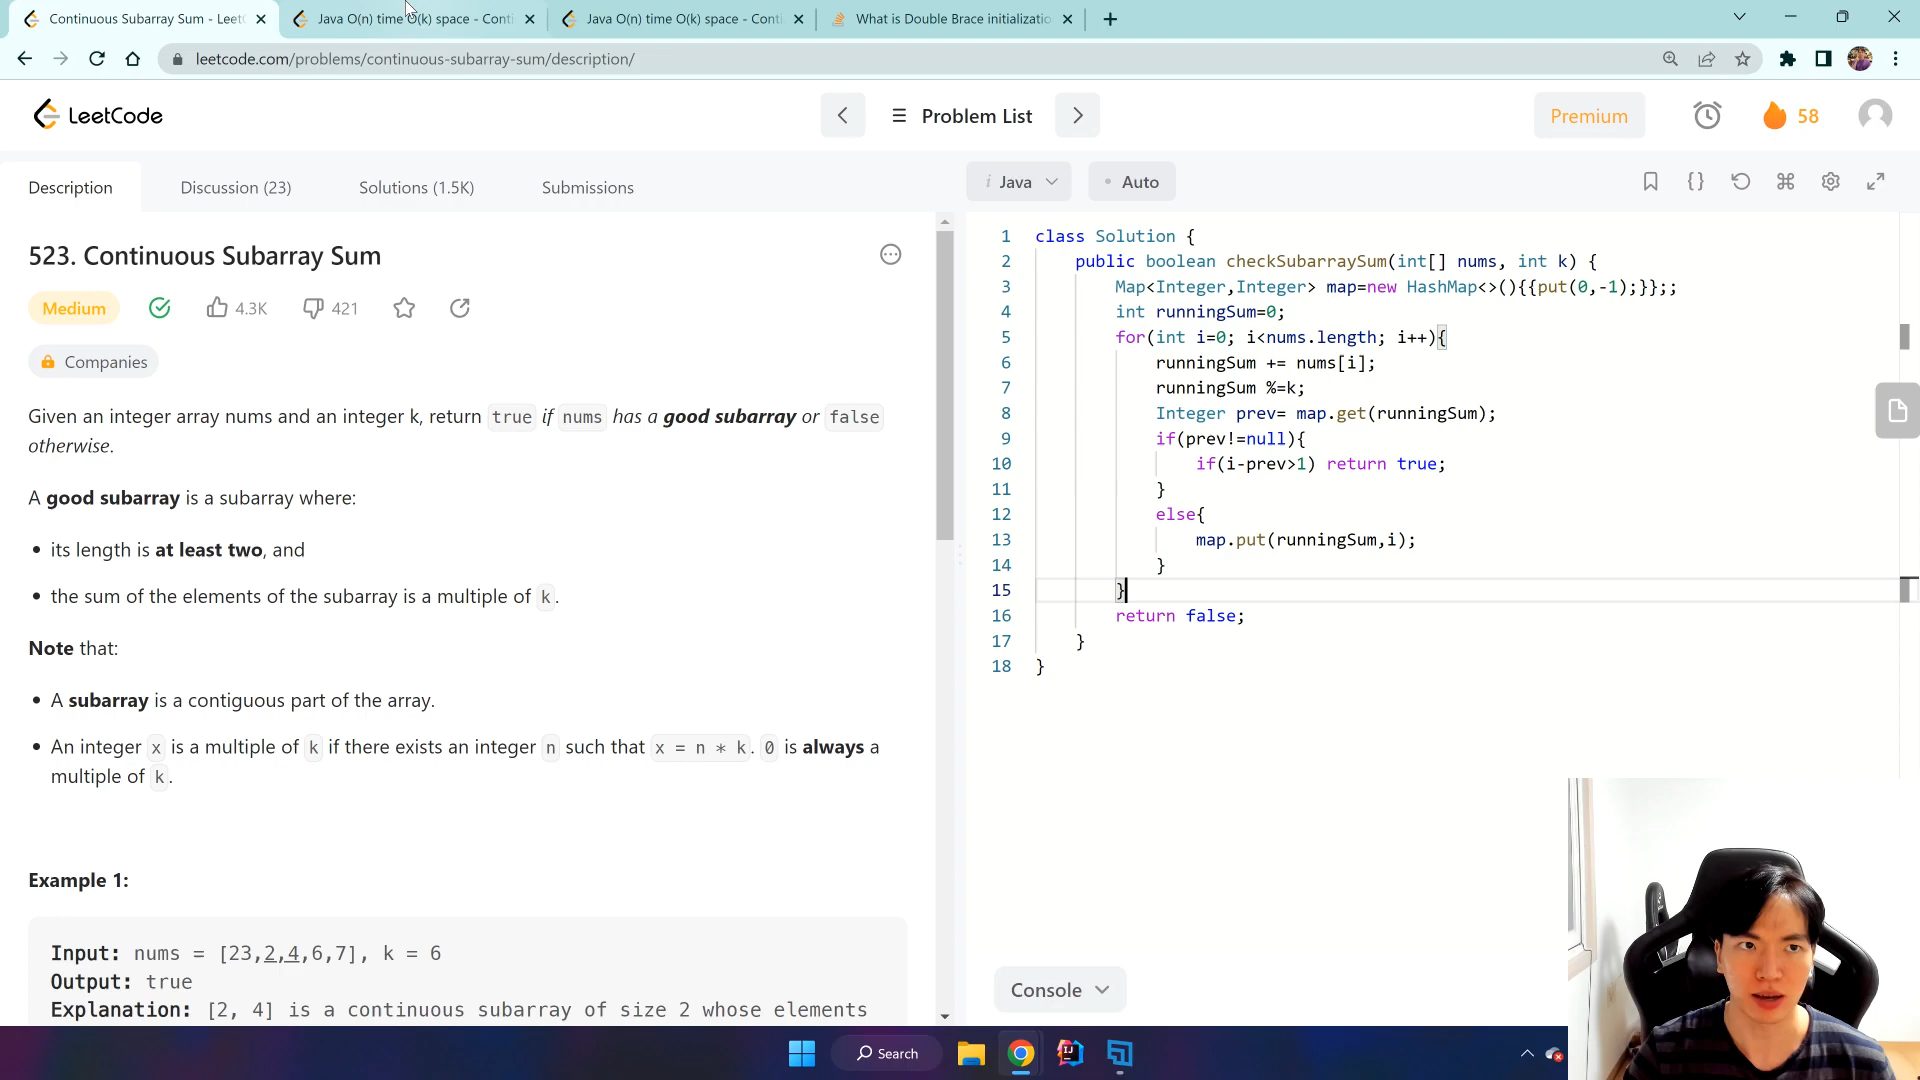 Continuous Subarray Sum - LeetC
Java O(n) time O(k) space - Conti
Java O(n) time O(k) space - Conti
What is Double Brace initializatio
leetcode.com/problems/continuous-subarray-sum/description/
LeetCode
Problem List
Premium
58
Description
Discussion (23)
Solutions (1.5K)
Submissions
i Java
• Auto
523. Continuous Subarray Sum
Medium
4.3K
421
Companies
Given an integer array nums and an integer k, return true if nums has a good subarray or false
otherwise.
A good subarray is a subarray where:
• its length is at least two, and
• the sum of the elements of the subarray is a multiple of k.
Note that:
• A subarray is a contiguous part of the array.
• An integer x is a multiple of k if there exists an integer n such that x = n * k. 0 is always a
multiple of k.
Example 1:
Input: nums = [23,2,4,6,7], k = 6
Output: true
Explanation: [2, 4] is a continuous subarray of size 2 whose elements
1 class Solution {
2 public boolean checkSubarraySum(int[] nums, int k) {
3 Map<Integer,Integer> map=new HashMap<>(){{put(0,-1);}};;
4 int runningSum=0;
5 for(int i=0; i<nums.length; i++){
6 runningSum += nums[i];
7 runningSum %=k;
8 Integer prev= map.get(runningSum);
9 if(prev!=null){
10 if(i-prev>1) return true;
11 }
12 else{
13 map.put(runningSum,i);
14 }
15 }
16 return false;
17 }
18 }
Console
Search